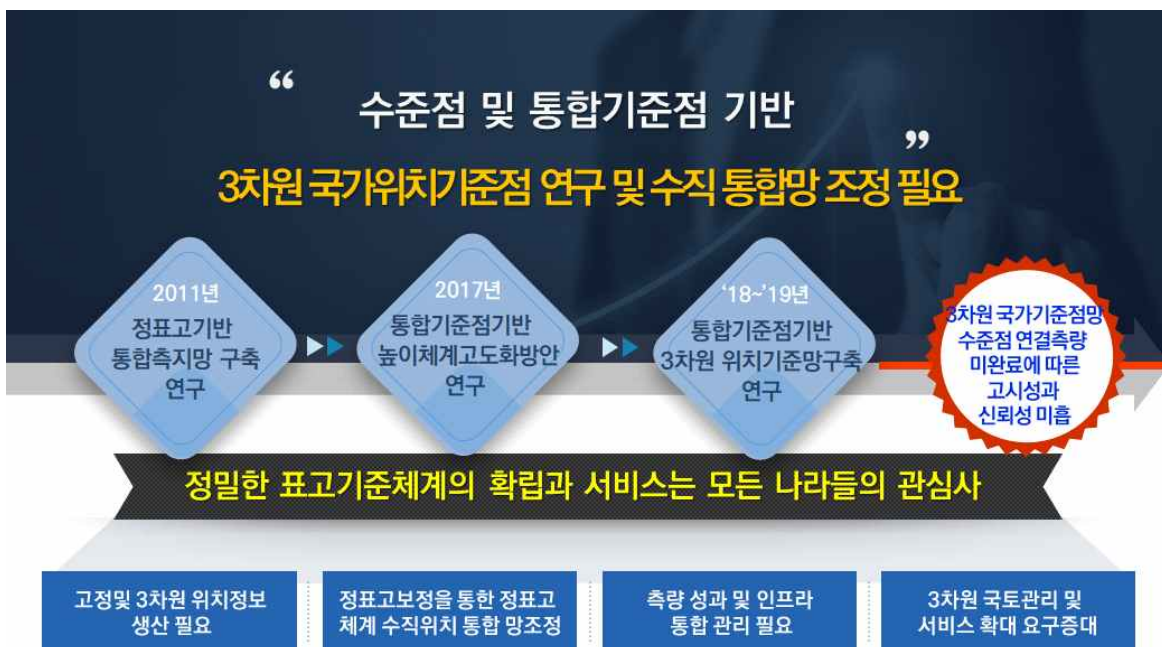 “
수준점 및 통합기준점 기반
”
3차원 국가위치기준점 연구 및 수직 통합망 조정 필요
2011년
정표고기반
통합측지망 구축
연구
2017년
통합기준점기반
높이체계고도화방안
연구
‘18~’19년
통합기준점기반
3차원 위치기준망구축
연구
3차원 국가기준점망
수준점 연결측량
미완료에 따른
고시성과
신뢰성 미흡
정밀한 표고기준체계의 확립과 서비스는 모든 나라들의 관심사
고정및 3차원 위치정보
생산 필요
정표고보정을 통한 정표고
체계 수직위치 통합 망조정
측량 성과 및 인프라
통합 관리 필요
3차원 국토관리 및
서비스 확대 요구증대